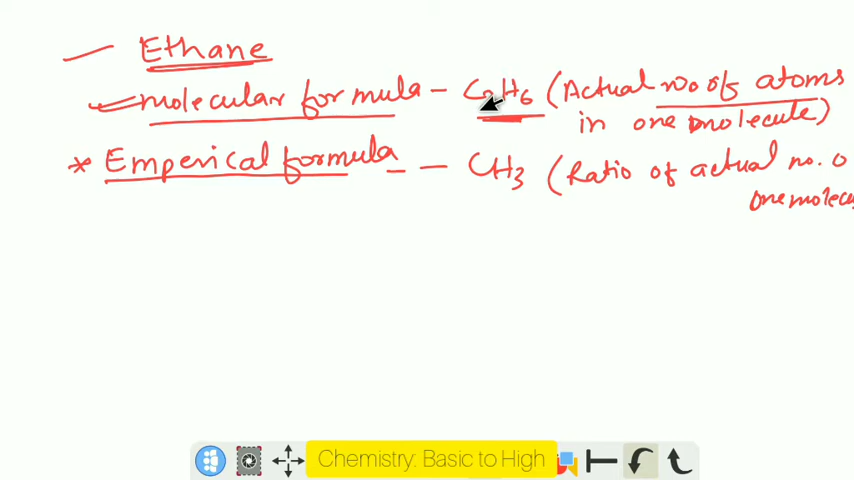 Ethane
molecular formula - C2H6 (Actual no of atoms
in one molecule)
* Emperical formula - CH3 (Ratio of actual no. o
one molecu
Chemistry: Basic to High